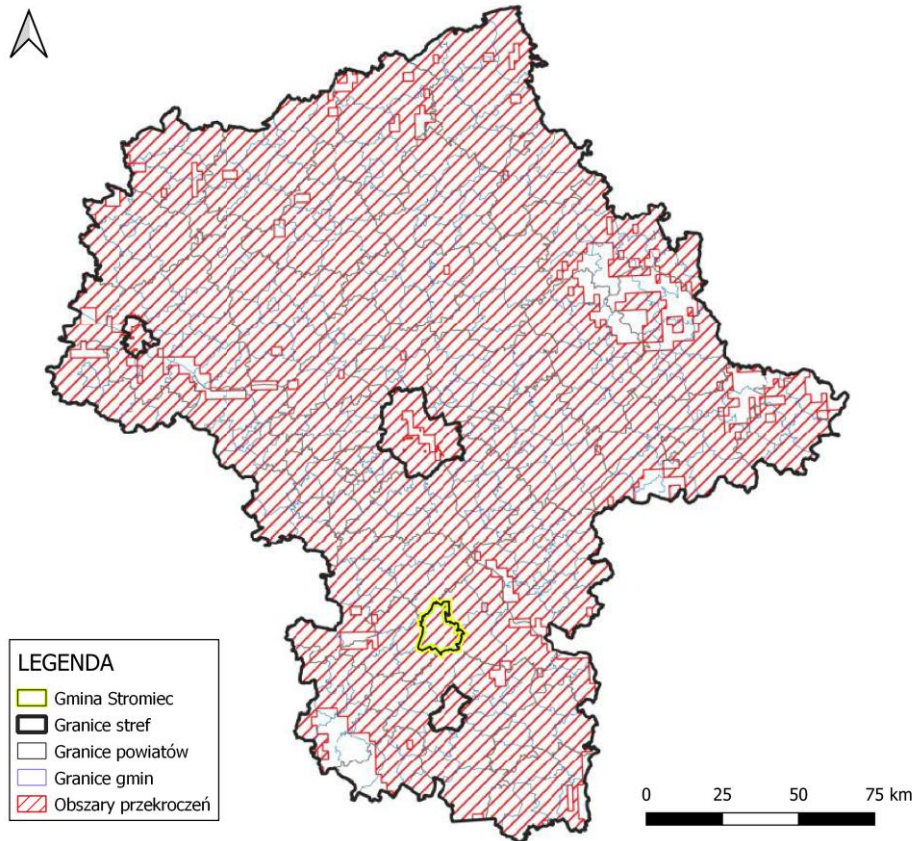 LEGENDA
Gmina Stromiec
Granice stref
Granice powiatów
Granice gmin
Obszary przekroczeń
0 25 50 75 km